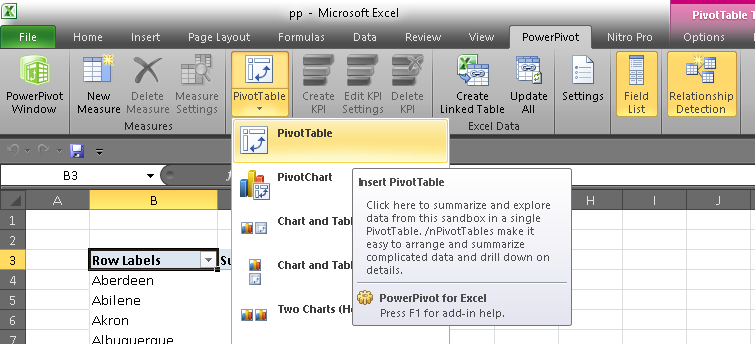 pp - Microsoft Excel
PivotTable T
File Home Insert Page Layout Formulas Data Review View Developer PowerPivot Nitro Pro Options Design
PowerPivot
Window
New
Measure
Delete
Measure
Measure
Settings
Measures
PivotTable
Create
KPI
Edit KPI
Settings
Delete
KPI
Create
Linked Table
Update
All
Excel Data
Settings
Field
List
Relationship
Detection
B3
A B H I J
1
2
3 Row Labels Su
4 Aberdeen
5 Abilene
6 Akron
7 Albuquerque
PivotTable
PivotChart
Chart and Tabl
Chart and Tabl
Two Charts (Ho
Insert PivotTable
Click here to summarize and explore
data from this sandbox in a single
PivotTable. /nPivotTables make it
easy to arrange and summarize
complicated data and drill down on
details.
PowerPivot for Excel
Press F1 for add-in help.